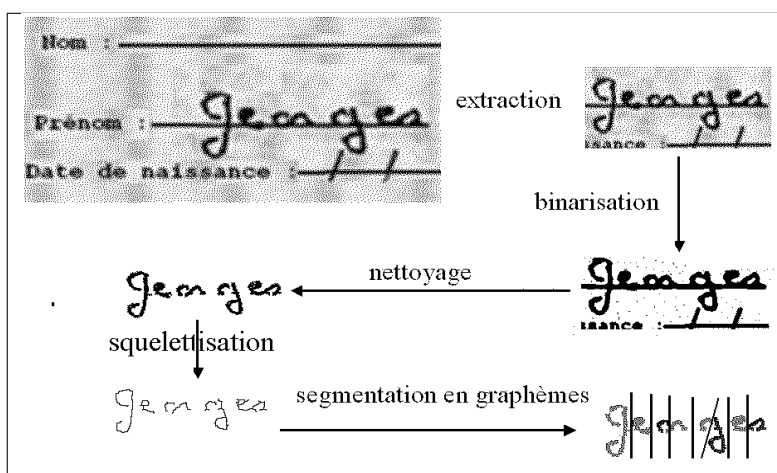 Nom :
Prénom : Georges
Date de naissance : / /
extraction
Georges
issance : / /
binarisation
Georges
issance : / /
nettoyage
Georges
squelettisation
Georges
segmentation en graphèmes
Georges